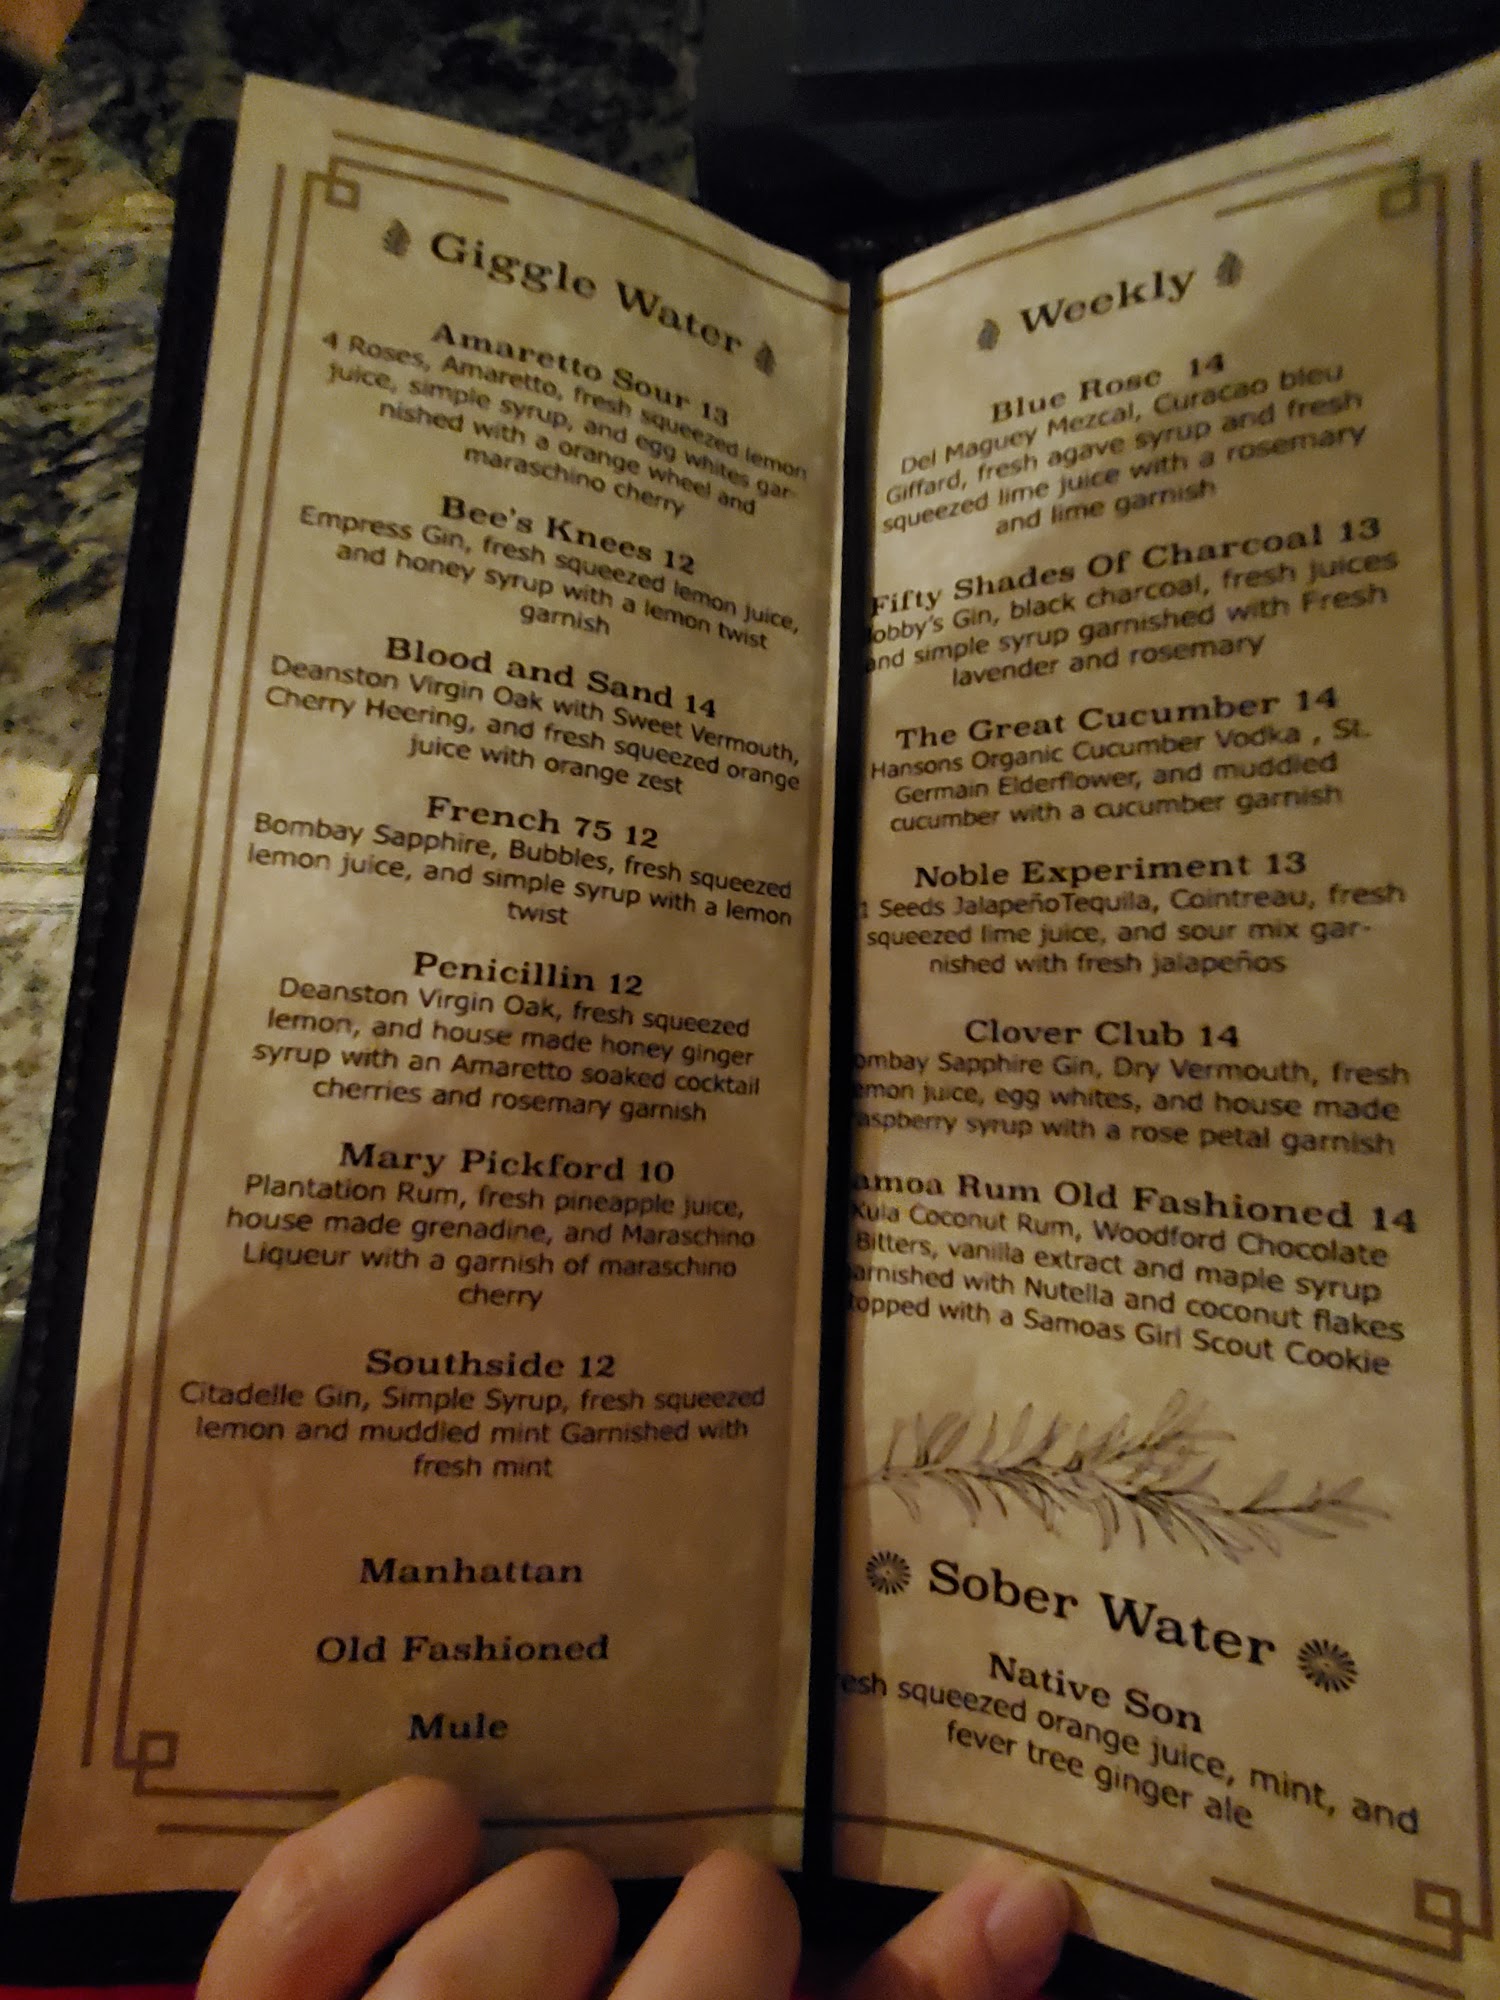 Giggle Water
Amaretto Sour 13
4 Roses, Amaretto, fresh squeezed lemon
juice, simple syrup, and egg whites gar-
nished with a orange wheel and
maraschino cherry
Bee's Knees 12
Empress Gin, fresh squeezed lemon juice,
and honey syrup with a lemon twist
garnish
Blood and Sand 14
Deanston Virgin Oak with Sweet Vermouth,
Cherry Heering, and fresh squeezed orange
juice with orange zest
French 75 12
Bombay Sapphire, Bubbles, fresh squeezed
lemon juice, and simple syrup with a lemon
twist
Penicillin 12
Deanston Virgin Oak, fresh squeezed
lemon, and house made honey ginger
syrup with an Amaretto soaked cocktail
cherries and rosemary garnish
Mary Pickford 10
Plantation Rum, fresh pineapple juice,
house made grenadine, and Maraschino
Liqueur with a garnish of maraschino
cherry
Southside 12
Citadelle Gin, Simple Syrup, fresh squeezed
lemon and muddled mint Garnished with
fresh mint
Manhattan
Old Fashioned
Mule
Weekly
Blue Rose 14
Del Maguey Mezcal, Curacao bleu
Giffard, fresh agave syrup and fresh
squeezed lime juice with a rosemary
and lime garnish
Fifty Shades Of Charcoal 13
obby's Gin, black charcoal, fresh juices
and simple syrup garnished with Fresh
lavender and rosemary
The Great Cucumber 14
Hansons Organic Cucumber Vodka , St.
Germain Elderflower, and muddled
cucumber with a cucumber garnish
Noble Experiment 13
1 Seeds JalapeñoTequila, Cointreau, fresh
squeezed lime juice, and sour mix gar-
nished with fresh jalapeños
Clover Club 14
ombay Sapphire Gin, Dry Vermouth, fresh
emon juice, egg whites, and house made
aspberry syrup with a rose petal garnish
amoa Rum Old Fashioned 14
Kula Coconut Rum, Woodford Chocolate
Bitters, vanilla extract and maple syrup
arnished with Nutella and coconut flakes
topped with a Samoas Girl Scout Cookie
Sober Water
Native Son
esh squeezed orange juice, mint, and
fever tree ginger ale